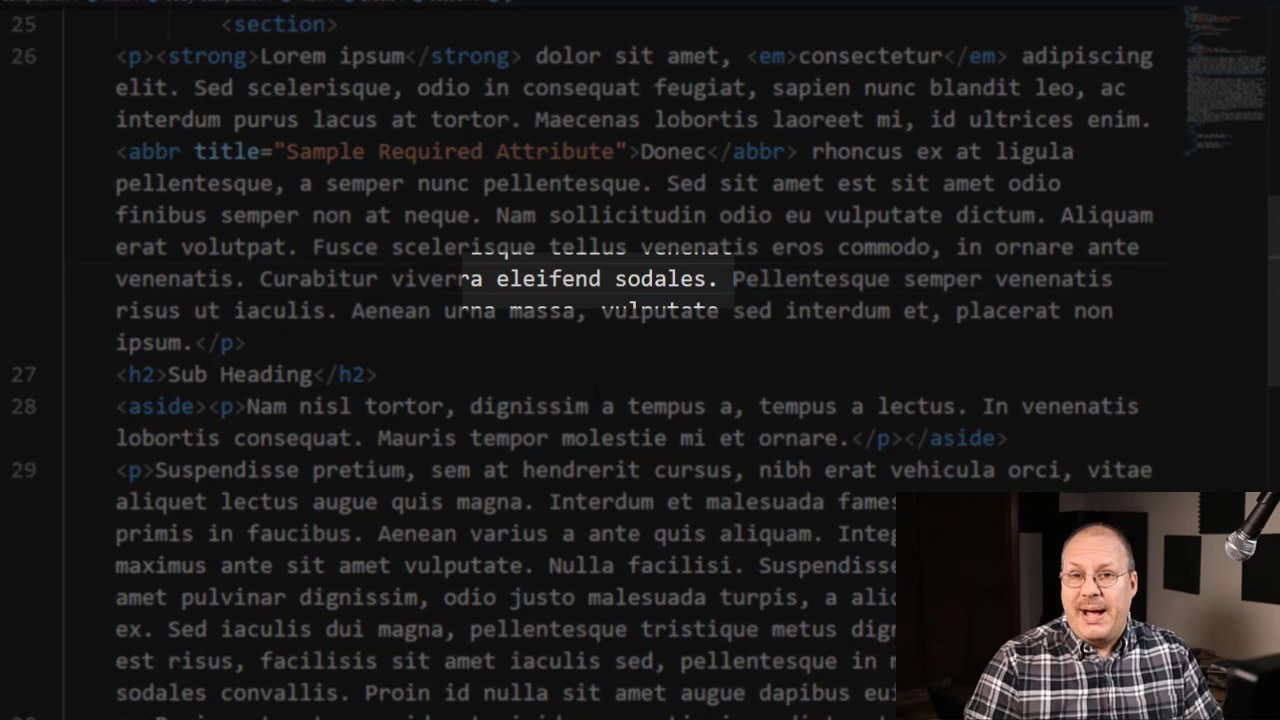 25 <section>
26 <p><strong>Lorem ipsum</strong> dolor sit amet, <em>consectetur</em> adipiscing
elit. Sed scelerisque, odio in consequat feugiat, sapien nunc blandit leo, ac
interdum purus lacus at tortor. Maecenas lobortis laoreet mi, id ultrices enim.
<abbr title="Sample Required Attribute">Donec</abbr> rhoncus ex at ligula
pellentesque, a semper nunc pellentesque. Sed sit amet est sit amet odio
finibus semper non at neque. Nam sollicitudin odio eu vulputate dictum. Aliquam
erat volutpat. Fusce scelerisque tellus venenatis eros commodo, in ornare ante
venenatis. Curabitur viverra eleifend sodales. Pellentesque semper venenatis
risus ut iaculis. Aenean urna massa, vulputate sed interdum et, placerat non
ipsum.</p>
27 <h2>Sub Heading</h2>
28 <aside><p>Nam nisl tortor, dignissim a tempus a, tempus a lectus. In venenatis
lobortis consequat. Mauris tempor molestie mi et ornare.</p></aside>
29 <p>Suspendisse pretium, sem at hendrerit cursus, nibh erat vehicula orci, vitae
aliquet lectus augue quis magna. Interdum et malesuada fames
primis in faucibus. Aenean varius a ante quis aliquam.
maximus ante sit amet vulputate. Nulla facilisi.
amet pulvinar dignissim, odio justo malesuada turpis, a
ex. Sed iaculis dui magna, pellentesque tristique metus
est risus, facilisis sit amet iaculis sed, pellentesque in
sodales convallis. Proin id nulla sit amet augue dapibus